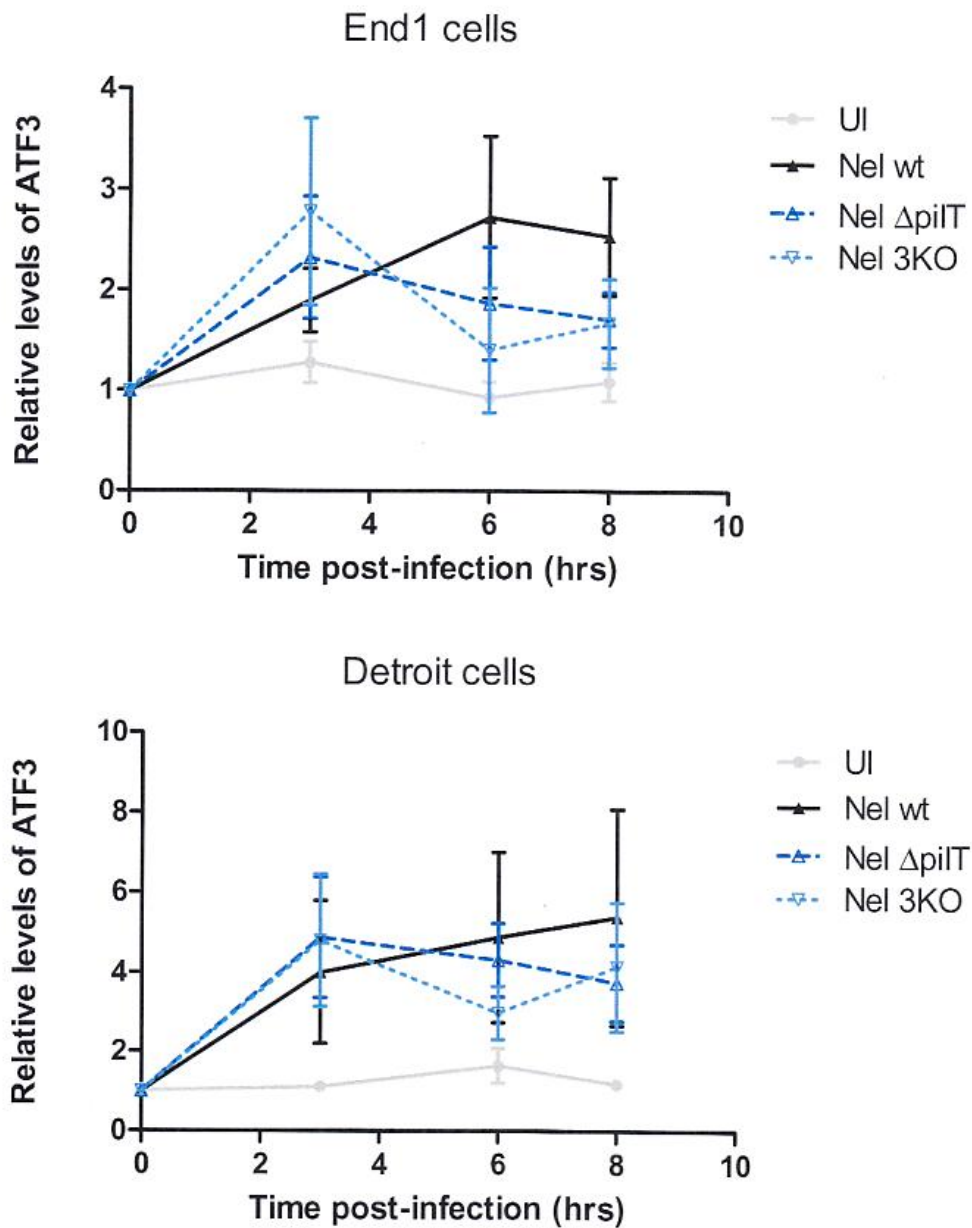 End1 cells
Relative levels of ATF3
4
3
2
1
0
0 2 4 6 8 10
Time post-infection (hrs)
UI
Nel wt
Nel ΔpilT
Nel 3KO
Detroit cells
Relative levels of ATF3
10
8
6
4
2
0
0 2 4 6 8 10
Time post-infection (hrs)
UI
Nel wt
Nel ΔpilT
Nel 3KO